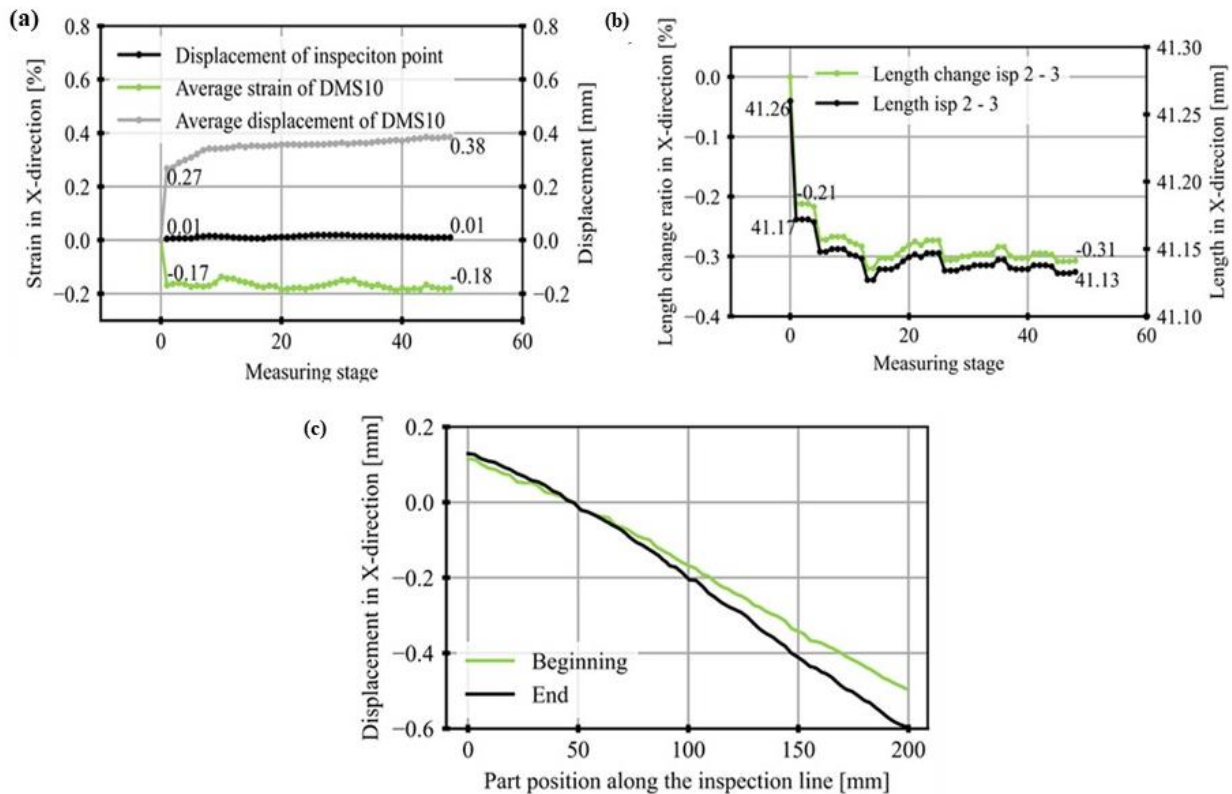 (a)
Strain in X-direction [%]
0.8
0.6
0.4
0.2
0.0
−0.2
Displacement of inspeciton point
Average strain of DMS10
Average displacement of DMS10
0.27
0.38
0.01
0.01
-0.17
-0.18
0.8
0.6
0.4
0.2
0.0
−0.2
Displacement [mm]
0
20
40
60
Measuring stage
(b)
Length change ratio in X-direction [%]
0.0
−0.1
−0.2
−0.3
−0.4
Length change isp 2 - 3
Length isp 2 - 3
41.26
-0.21
41.17
-0.31
41.13
41.30
41.25
41.20
41.15
41.10
Length in X-direction [mm]
0
20
40
60
Measuring stage
(c)
Displacement in X-direction [mm]
0.2
0.0
−0.2
−0.4
−0.6
Beginning
End
0
50
100
150
200
Part position along the inspection line [mm]